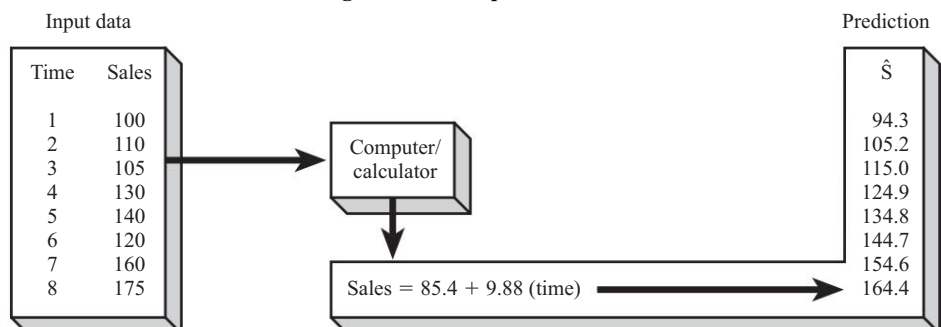 Input data
Time Sales
1 100
2 110
3 105
4 130
5 140
6 120
7 160
8 175
Computer/
calculator
Sales = 85.4 + 9.88 (time)
Prediction
Ŝ
94.3
105.2
115.0
124.9
134.8
144.7
154.6
164.4